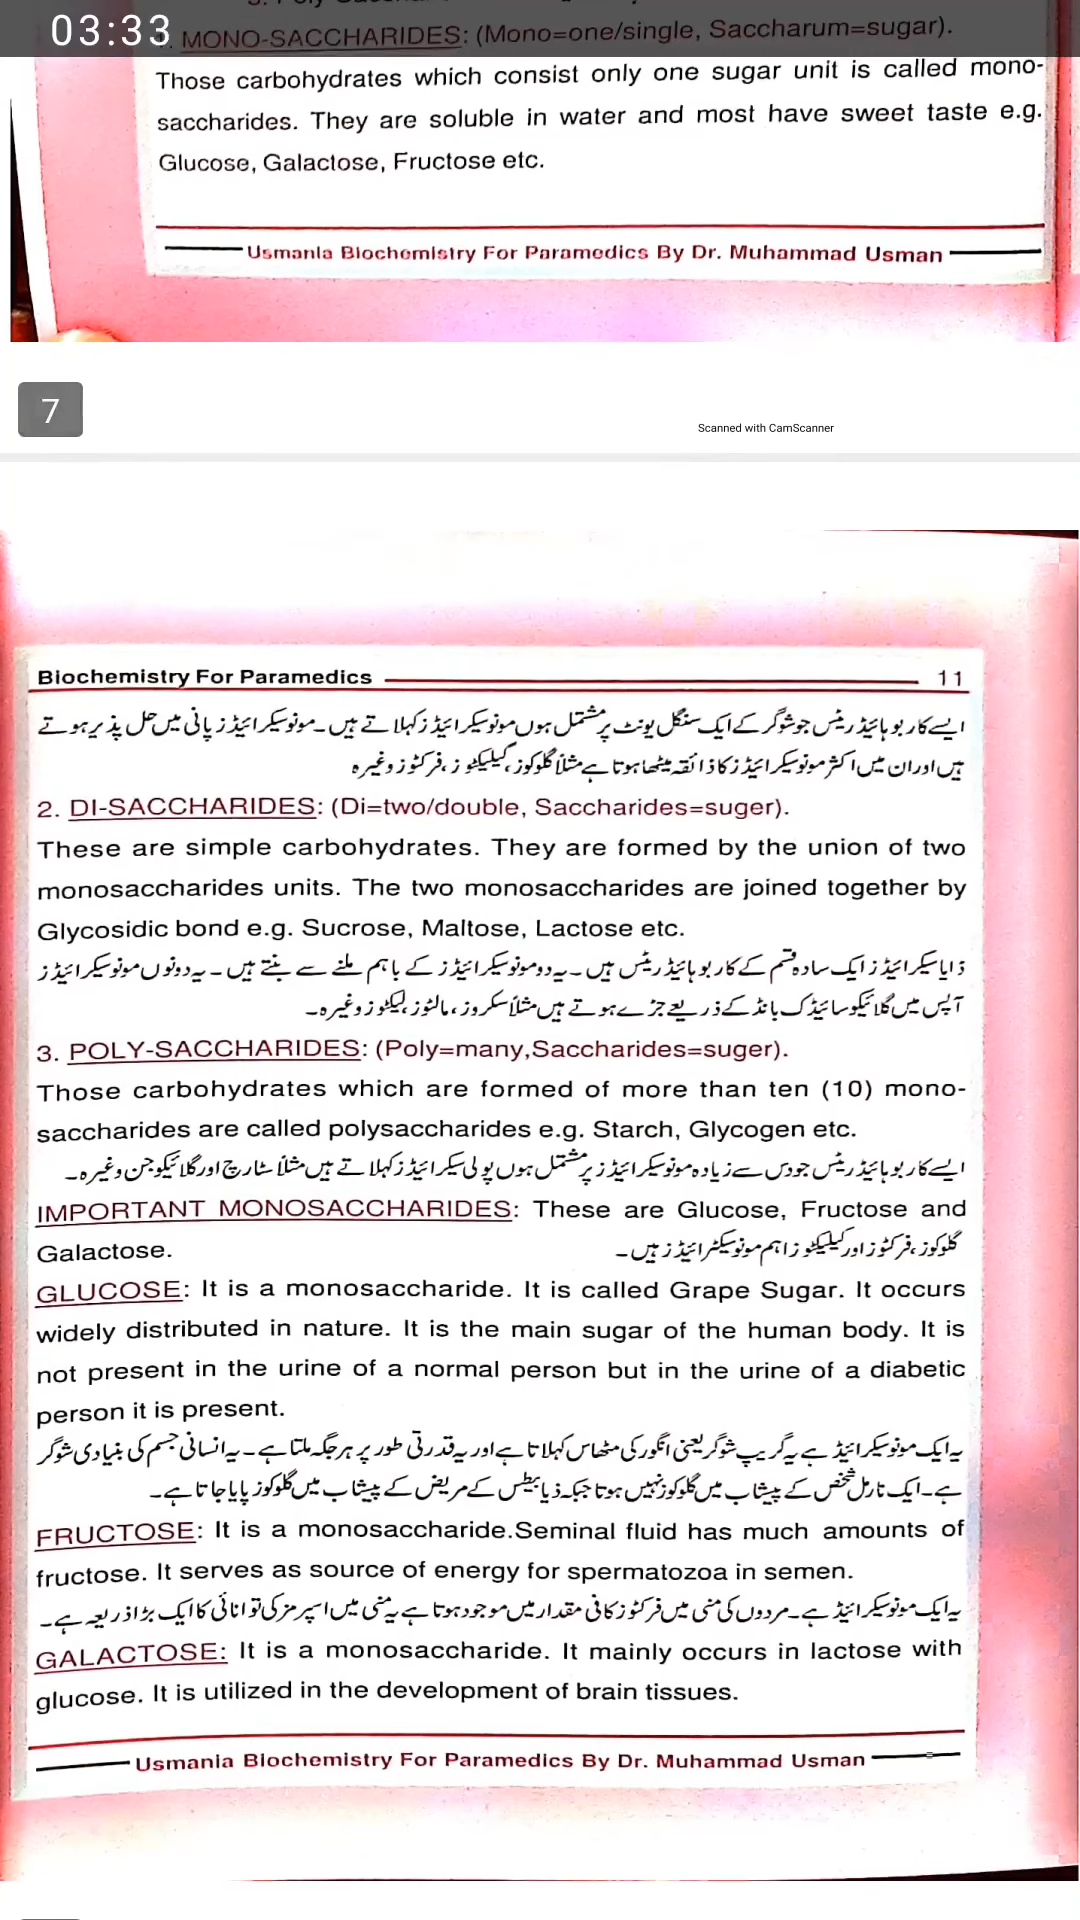 03:33
1. MONO-SACCHARIDES: (Mono=one/single, Saccharum=sugar).
Those carbohydrates which consist only one sugar unit is called mono-
saccharides. They are soluble in water and most have sweet taste e.g.
Glucose, Galactose, Fructose etc.
Usmania Biochemistry For Paramedics By Dr. Muhammad Usman
7
Scanned with CamScanner
Biochemistry For Paramedics 11
ایسے کاربوہائیڈریٹس جو شوگر کے ایک سنگل یونٹ پر مشتمل ہوں مونوسیکرائیڈز کہلاتے ہیں۔ مونوسیکرائیڈز پانی میں حل پذیر ہوتے
ہیں اور ان میں اکثر مونوسیکرائیڈز کا ذائقہ میٹھا ہوتا ہے مثلاً گلوکوز، گیلیکٹوز، فرکٹوز وغیرہ
2. DI-SACCHARIDES: (Di=two/double, Saccharides=suger).
These are simple carbohydrates. They are formed by the union of two
monosaccharides units. The two monosaccharides are joined together by
Glycosidic bond e.g. Sucrose, Maltose, Lactose etc.
ڈایاسیکرائیڈز ایک سادہ قسم کے کاربوہائیڈریٹس ہیں۔ یہ دو مونوسیکرائیڈز کے باہم ملنے سے بنتے ہیں۔ یہ دونوں مونوسیکرائیڈز
آپس میں گلائیکوسائیڈک بانڈ کے ذریعے جڑے ہوتے ہیں مثلاً سکروز، مالٹوز، لیکٹوز وغیرہ۔
3. POLY-SACCHARIDES: (Poly=many,Saccharides=suger).
Those carbohydrates which are formed of more than ten (10) mono-
saccharides are called polysaccharides e.g. Starch, Glycogen etc.
ایسے کاربوہائیڈریٹس جو دس سے زیادہ مونوسیکرائیڈز پر مشتمل ہوں پولی سیکرائیڈز کہلاتے ہیں مثلاً سٹارچ اور گلائیکوجن وغیرہ۔
IMPORTANT MONOSACCHARIDES: These are Glucose, Fructose and
Galactose. گلوکوز، فرکٹوز اور گیلیکٹوز اہم مونوسیکٹرائیڈز ہیں۔
GLUCOSE: It is a monosaccharide. It is called Grape Sugar. It occurs
widely distributed in nature. It is the main sugar of the human body. It is
not present in the urine of a normal person but in the urine of a diabetic
person it is present.
یہ ایک مونوسیکرائیڈ ہے یہ گریپ شوگر یعنی انگور کی مٹھاس کہلاتا ہے اور یہ قدرتی طور پر ہر جگہ ملتا ہے۔ یہ انسانی جسم کی بنیادی شوگر
ہے۔ ایک نارمل شخص کے پیشاب میں گلوکوز نہیں ہوتا جبکہ ذیابیطس کے مریض کے پیشاب میں گلوکوز پایا جاتا ہے۔
FRUCTOSE: It is a monosaccharide.Seminal fluid has much amounts of
fructose. It serves as source of energy for spermatozoa in semen.
یہ ایک مونوسیکرائیڈ ہے۔ مردوں کی منی میں فرکٹوز کافی مقدار میں موجود ہوتا ہے یہ منی میں اسپرمز کی توانائی کا ایک بڑا ذریعہ ہے۔
GALACTOSE: It is a monosaccharide. It mainly occurs in lactose with
glucose. It is utilized in the development of brain tissues.
Usmania Biochemistry For Paramedics By Dr. Muhammad Usman